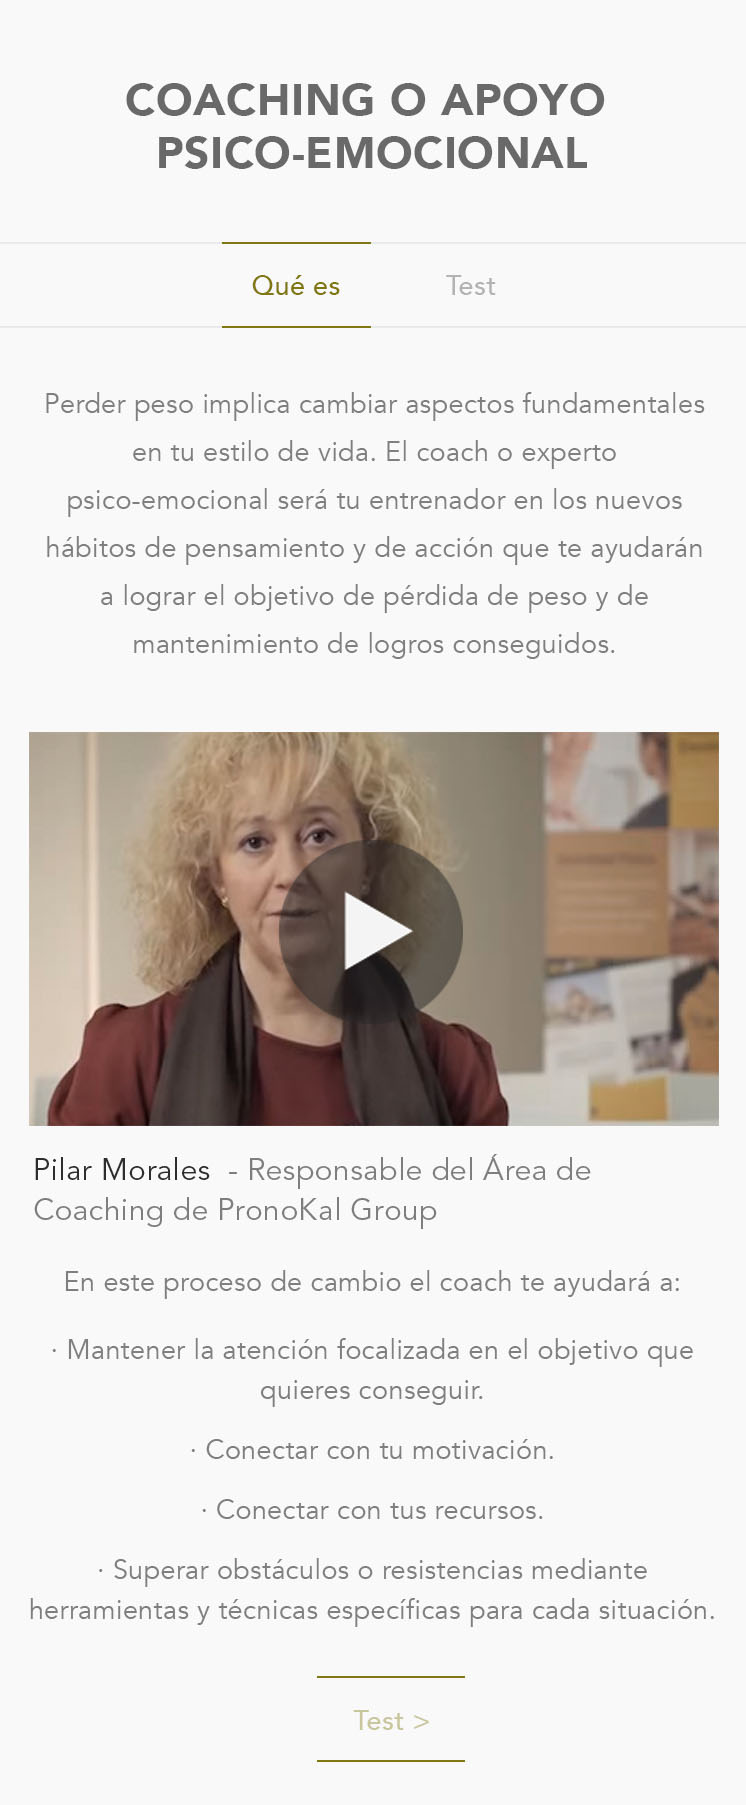 COACHING O APOYO
PSICO-EMOCIONAL
Qué es
Test
Perder peso implica cambiar aspectos fundamentales
en tu estilo de vida. El coach o experto
psico-emocional será tu entrenador en los nuevos
hábitos de pensamiento y de acción que te ayudarán
a lograr el objetivo de pérdida de peso y de
mantenimiento de logros conseguidos.
Pilar Morales - Responsable del Área de
Coaching de PronoKal Group
En este proceso de cambio el coach te ayudará a:
· Mantener la atención focalizada en el objetivo que
quieres conseguir.
· Conectar con tu motivación.
· Conectar con tus recursos.
· Superar obstáculos o resistencias mediante
herramientas y técnicas específicas para cada situación.
Test >